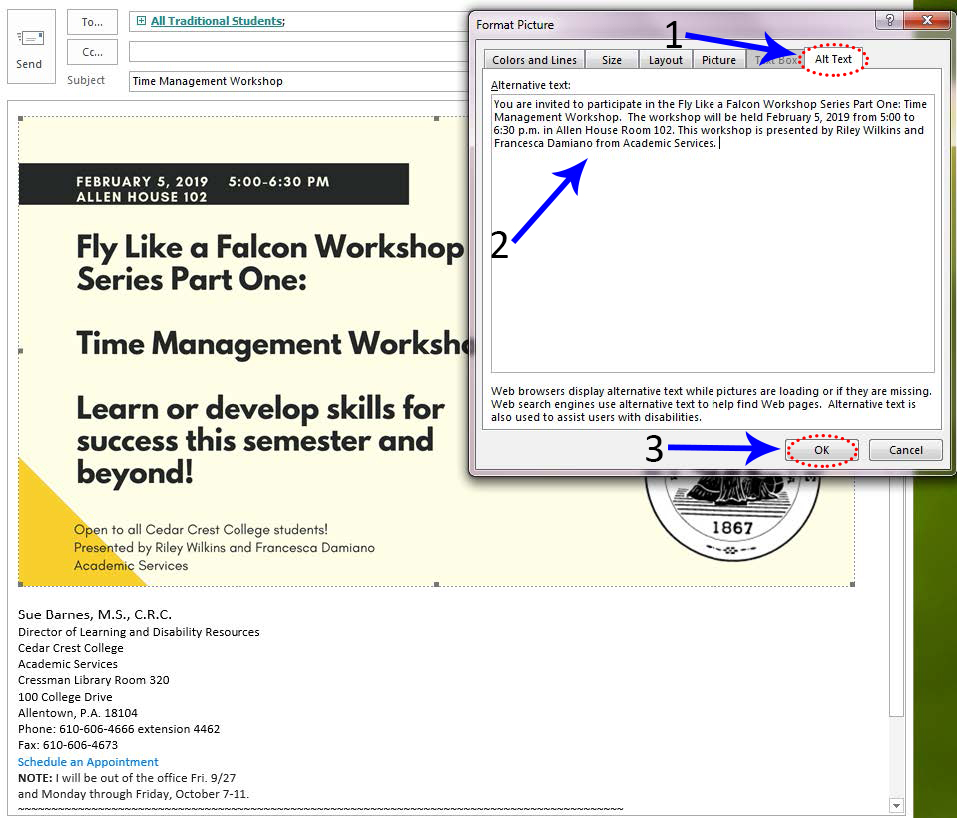 To...
All Traditional Students;
Send
Cc...
Subject
Time Management Workshop
FEBRUARY 5, 2019 5:00-6:30 PM
ALLEN HOUSE 102
Fly Like a Falcon Workshop
Series Part One:
Time Management Worksho
Learn or develop skills for
success this semester and
beyond!
Open to all Cedar Crest College students!
Presented by Riley Wilkins and Francesca Damiano
Academic Services
1867
Sue Barnes, M.S., C.R.C.
Director of Learning and Disability Resources
Cedar Crest College
Academic Services
Cressman Library Room 320
100 College Drive
Allentown, P.A. 18104
Phone: 610-606-4666 extension 4462
Fax: 610-606-4673
Schedule an Appointment
NOTE: I will be out of the office Fri. 9/27
and Monday through Friday, October 7-11.
~~~~~~~~~~~~~~~~~~~~~~~~~~~~~~~~~~~~~~~~~~~~~~~~~~~~~~~~~~~~~~~~~~~~~~~~~~~~~~~~~~~~~~~~
Format Picture
?
1
Colors and Lines Size Layout Picture Text Box Alt Text
Alternative text:
You are invited to participate in the Fly Like a Falcon Workshop Series Part One: Time
Management Workshop. The workshop will be held February 5, 2019 from 5:00 to
6:30 p.m. in Allen House Room 102. This workshop is presented by Riley Wilkins and
Francesca Damiano from Academic Services.
2
Web browsers display alternative text while pictures are loading or if they are missing.
Web search engines use alternative text to help find Web pages. Alternative text is
also used to assist users with disabilities.
3
OK Cancel